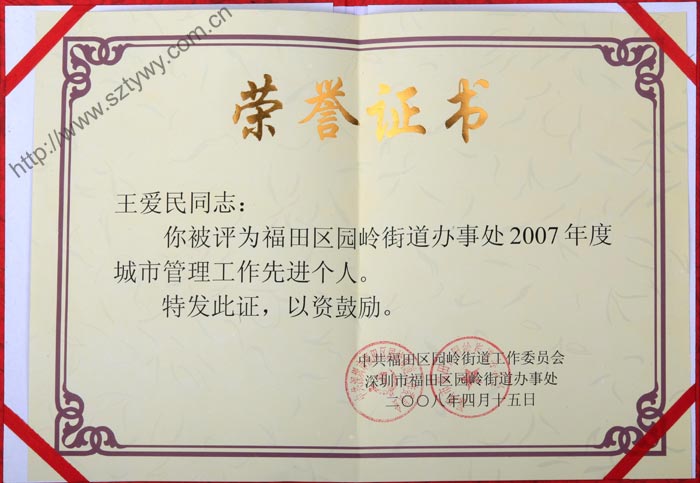 http://www.sztywy.com.cn
荣誉证书
王爱民同志：
你被评为福田区园岭街道办事处2007年度
城市管理工作先进个人。
特发此证，以资鼓励。
中共福田区园岭街道工作委员会
深圳市福田区园岭街道办事处
二〇〇八年四月十五日